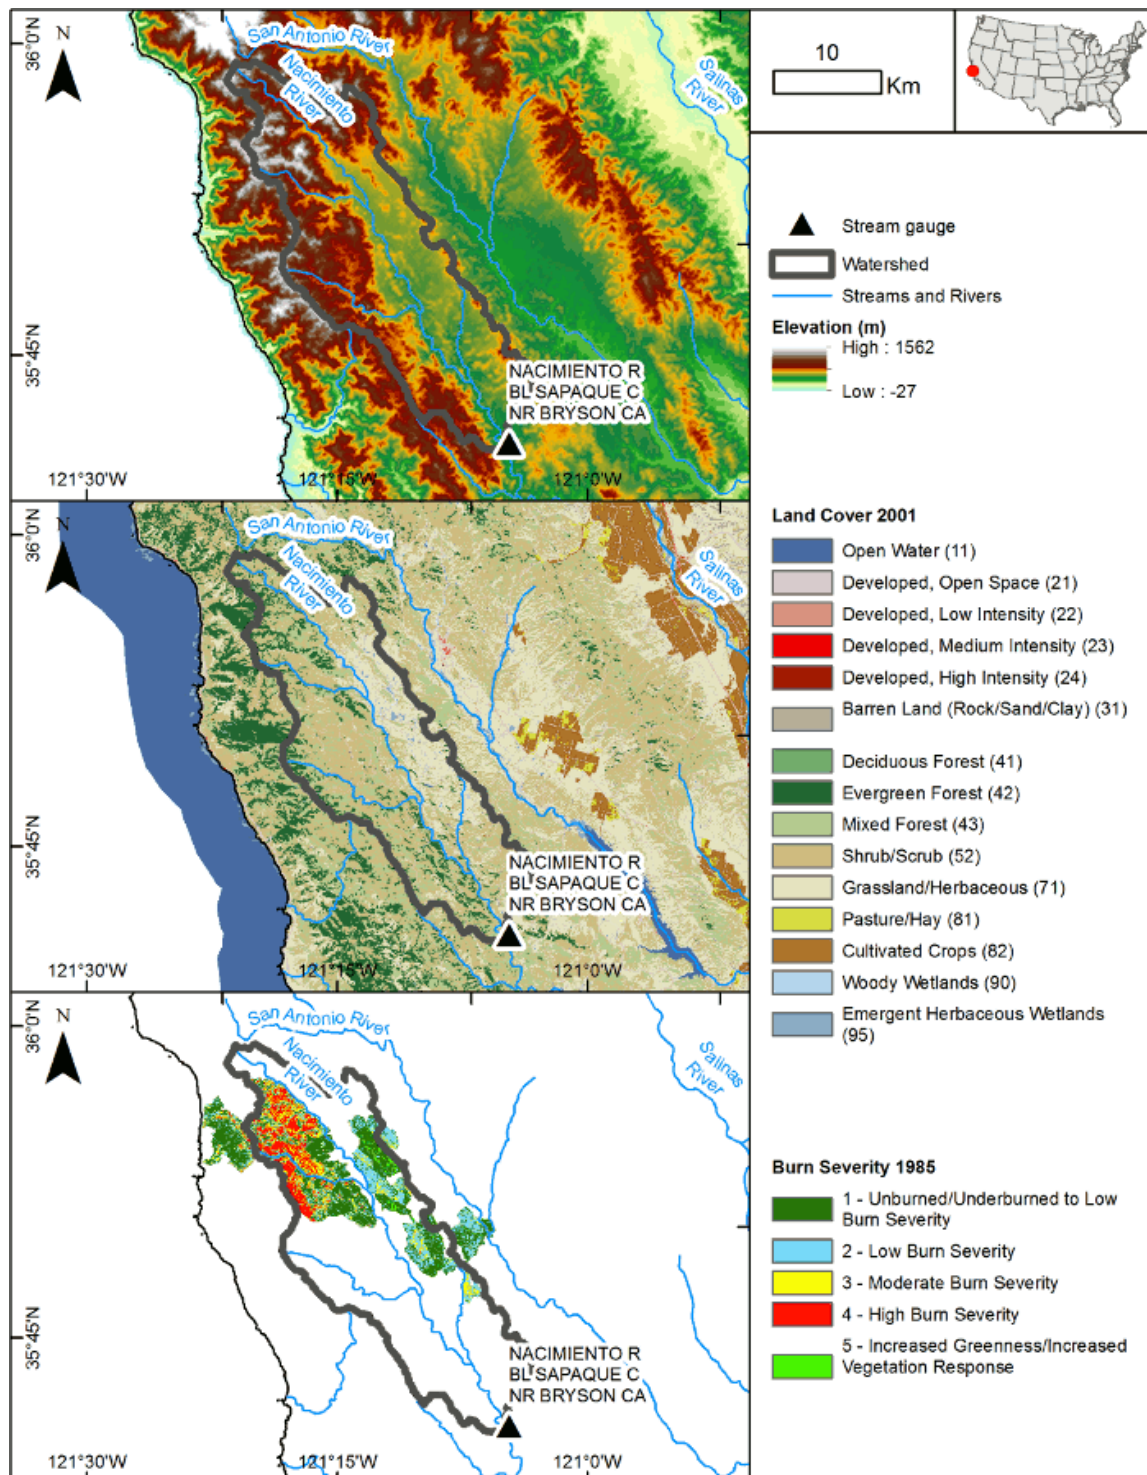 N
36°0'N
35°45'N
San Antonio River
Nacimiento
River
Salinas
River
NACIMIENTO R
BL SAPAQUE C
NR BRYSON CA
121°30'W
121°15'W
121°0'W
10
Km
Stream gauge
Watershed
Streams and Rivers
Elevation (m)
High : 1562
Low : -27
N
36°0'N
35°45'N
San Antonio River
Nacimiento
River
Salinas
River
NACIMIENTO R
BL SAPAQUE C
NR BRYSON CA
121°30'W
121°15'W
121°0'W
Land Cover 2001
Open Water (11)
Developed, Open Space (21)
Developed, Low Intensity (22)
Developed, Medium Intensity (23)
Developed, High Intensity (24)
Barren Land (Rock/Sand/Clay) (31)
Deciduous Forest (41)
Evergreen Forest (42)
Mixed Forest (43)
Shrub/Scrub (52)
Grassland/Herbaceous (71)
Pasture/Hay (81)
Cultivated Crops (82)
Woody Wetlands (90)
Emergent Herbaceous Wetlands
(95)
N
36°0'N
35°45'N
San Antonio River
Nacimiento
River
Salinas
River
NACIMIENTO R
BL SAPAQUE C
NR BRYSON CA
121°30'W
121°15'W
121°0'W
Burn Severity 1985
1 - Unburned/Underburned to Low
Burn Severity
2 - Low Burn Severity
3 - Moderate Burn Severity
4 - High Burn Severity
5 - Increased Greenness/Increased
Vegetation Response